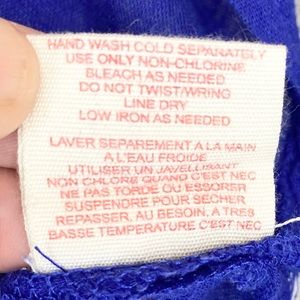 HAND WASH COLD SEPARATELY
USE ONLY NON-CHLORINE
BLEACH AS NEEDED
DO NOT TWIST/WRING
LINE DRY
LOW IRON AS NEEDED
LAVER SEPAREMENT A LA MAIN
A L'EAU FROIDE
UTILISER UN JAVELLISANT
NON CHLORE QUAND C'EST NEC
NE PAS TORDE OU ESSORER
SUSPENDRE POUR SECHER
REPASSER, AU BESOIN, A TRES
BASSE TEMPERATURE C'EST NEC